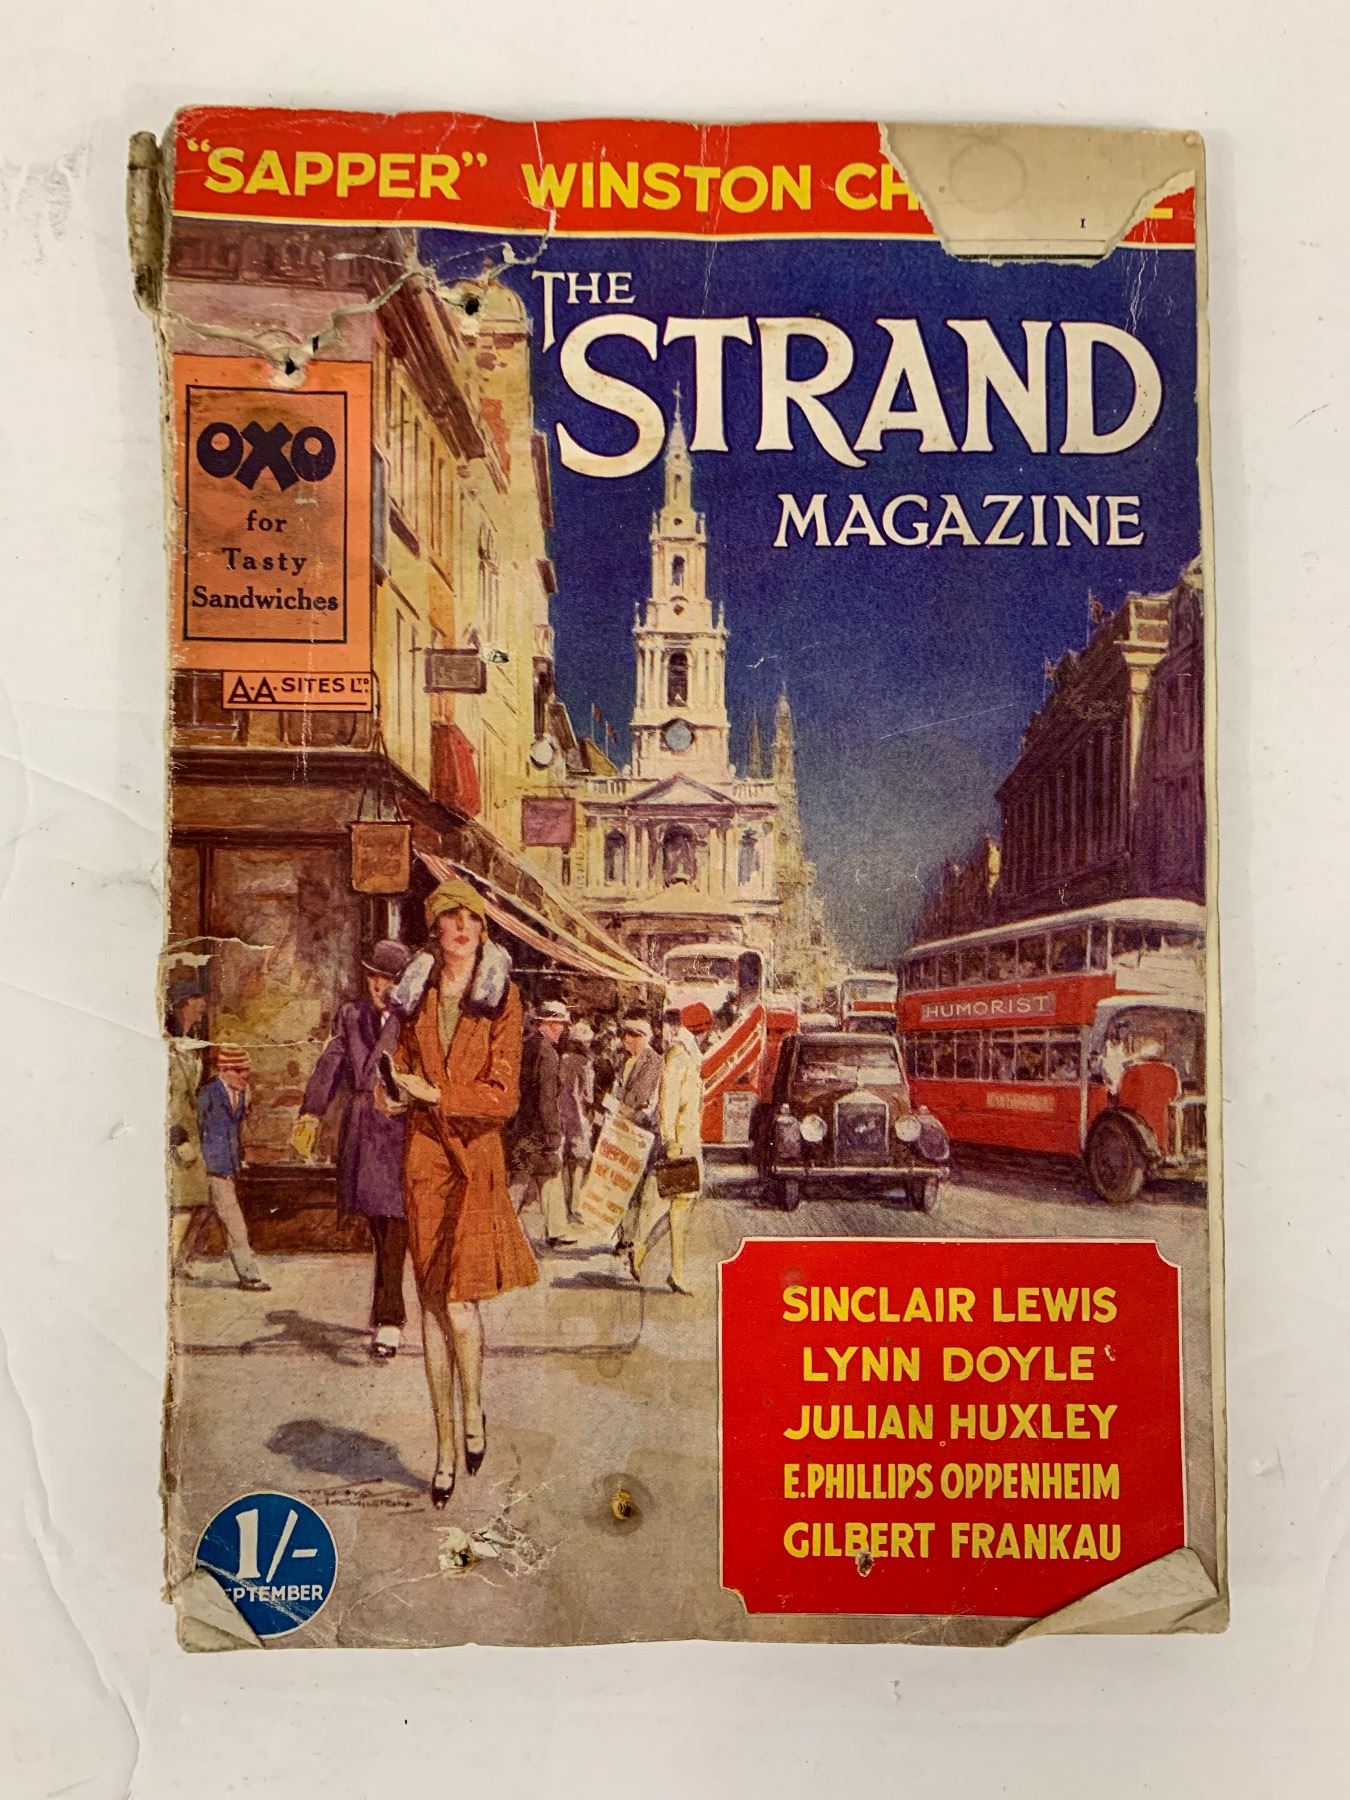 "SAPPER" WINSTON CH
THE
STRAND
MAGAZINE
OXO
for
Tasty
Sandwiches
A.A. SITES LTD.
HUMORIST
SINCLAIR LEWIS
LYNN DOYLE
JULIAN HUXLEY
E. PHILLIPS OPPENHEIM
GILBERT FRANKAU
1/-
EPTEMBER